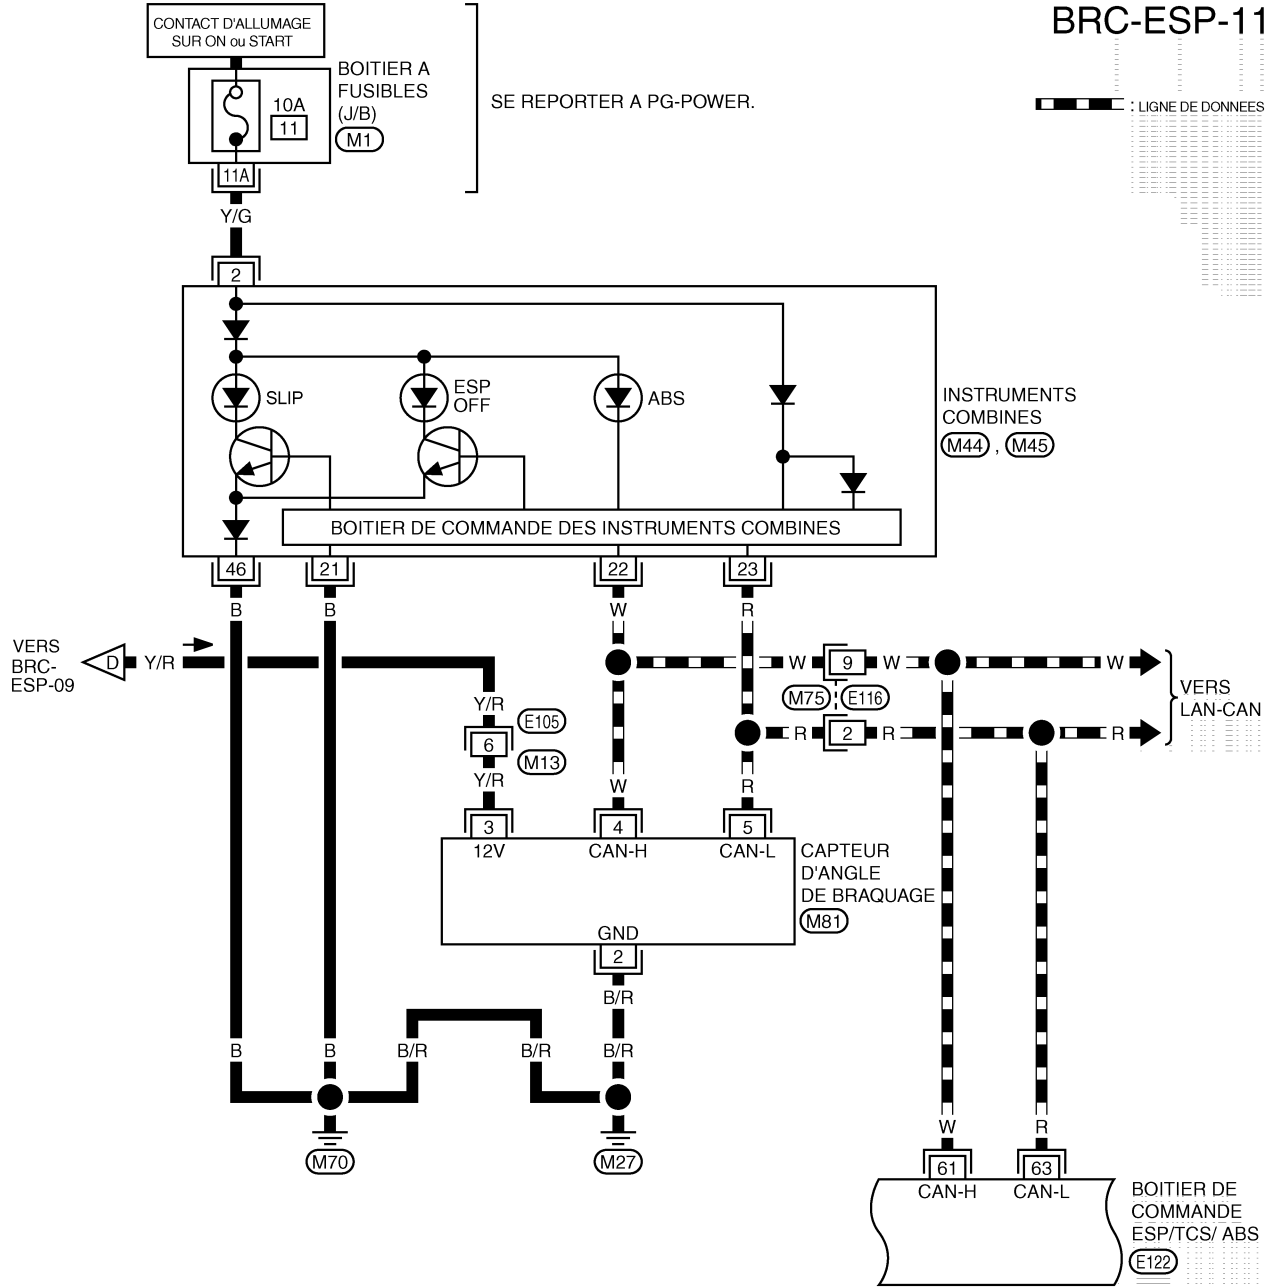 BRC-ESP-11
CONTACT D'ALLUMAGE
SUR ON ou START
BOITIER A
FUSIBLES
(J/B)
M1
10A
11
SE REPORTER A PG-POWER.
: LIGNE DE DONNEES
11A
Y/G
2
SLIP
ESP
OFF
ABS
INSTRUMENTS
COMBINES
M44 , M45
BOITIER DE COMMANDE DES INSTRUMENTS COMBINES
46
21
22
23
B
B
W
R
VERS
BRC-
ESP-09
D
Y/R
W
9
W
W
M75
E116
VERS
LAN-CAN
R
2
R
R
Y/R
E105
6
M13
Y/R
W
R
3
4
5
12V
CAN-H
CAN-L
CAPTEUR
D'ANGLE
DE BRAQUAGE
M81
GND
2
B/R
B
B
B/R
B/R
B/R
M70
M27
W
R
61
63
CAN-H
CAN-L
BOITIER DE
COMMANDE
ESP/TCS/ ABS
E122